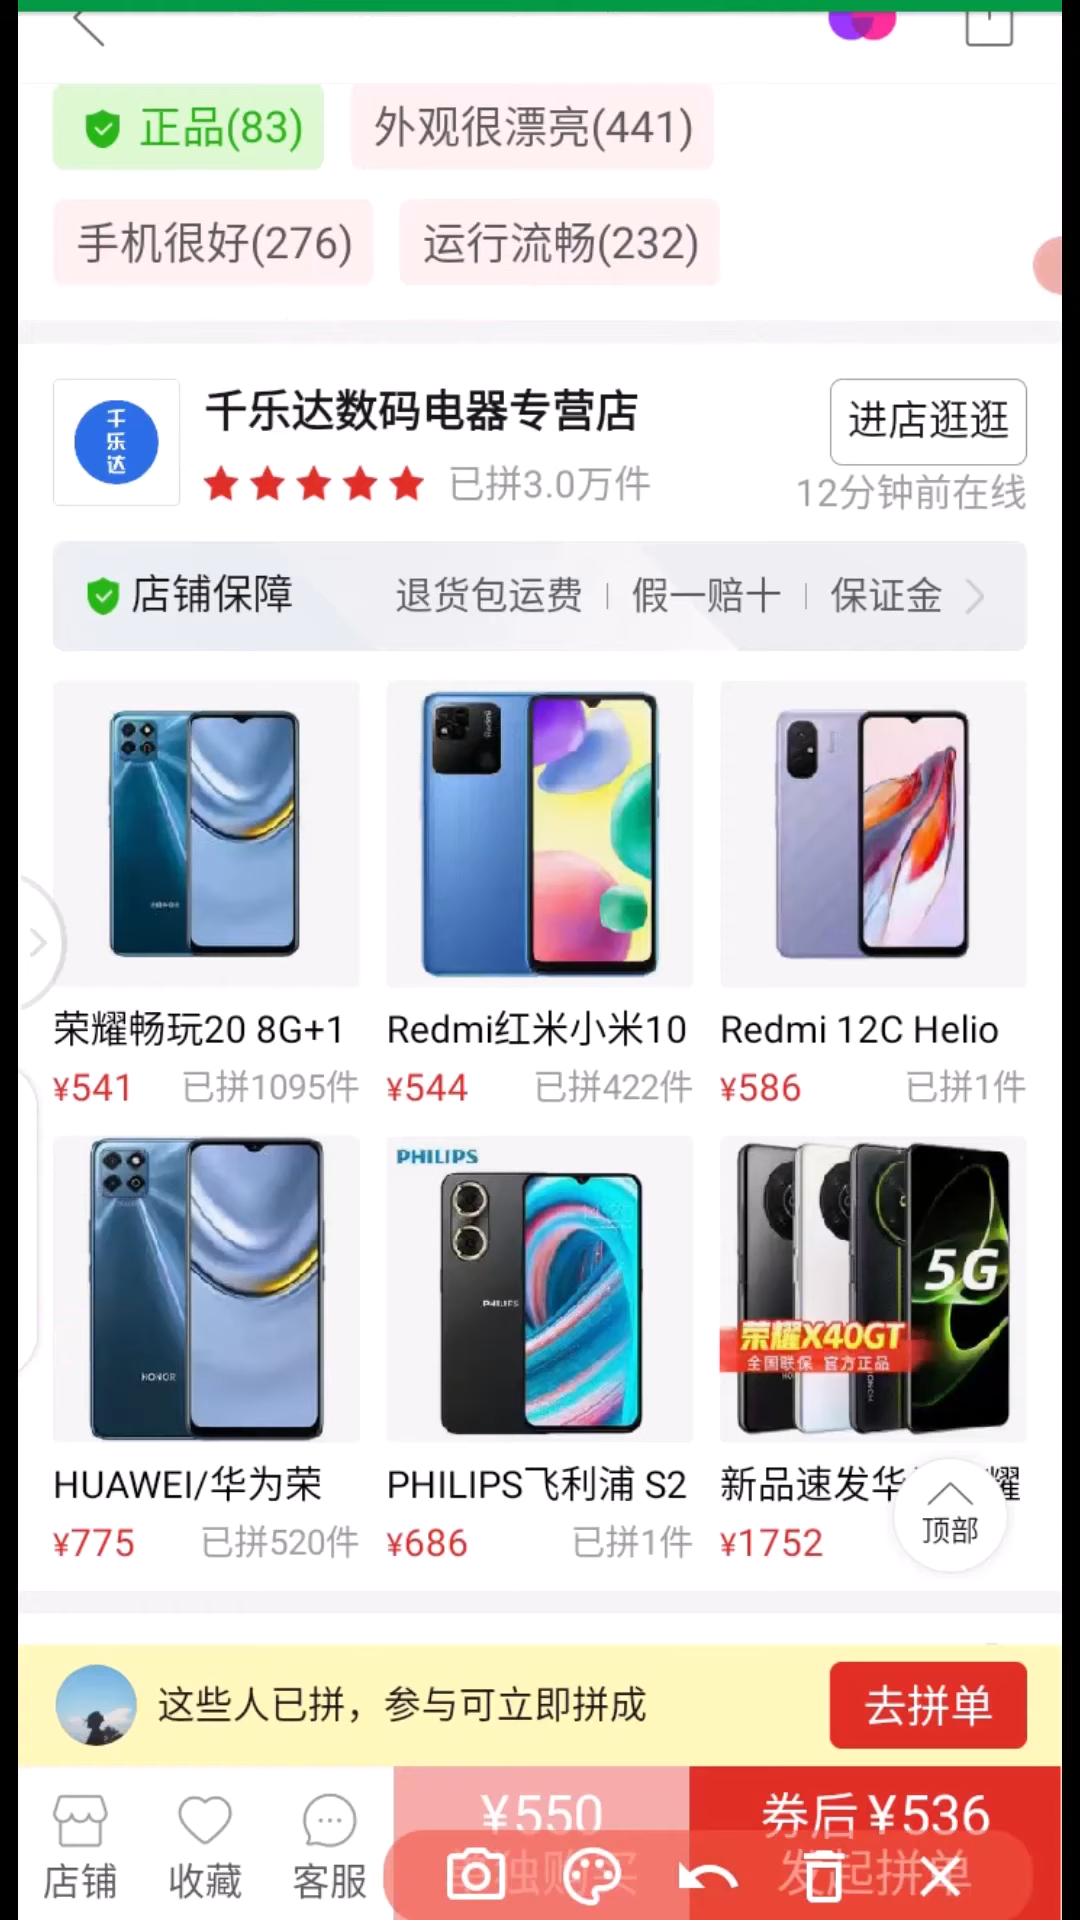 正品(83)
外观很漂亮(441)
手机很好(276)
运行流畅(232)
千乐达
千乐达数码电器专营店
进店逛逛
已拼3.0万件
12分钟前在线
店铺保障
退货包运费
假一赔十
保证金
HONOR
荣耀畅玩20 8G+1
Redmi红米小米10
Redmi 12C Helio
¥541 已拼1095件
¥544 已拼422件
¥586 已拼1件
HONOR
PHILIPS
PHILIPS
5G
荣耀X40GT
全国联保 官方正品
HUAWEI/华为荣
PHILIPS飞利浦 S2
新品速发华 耀
¥775 已拼520件
¥686 已拼1件
¥1752
顶部
这些人已拼，参与可立即拼成
去拼单
店铺
收藏
客服
¥550
独购买
券后¥536
发起拼单